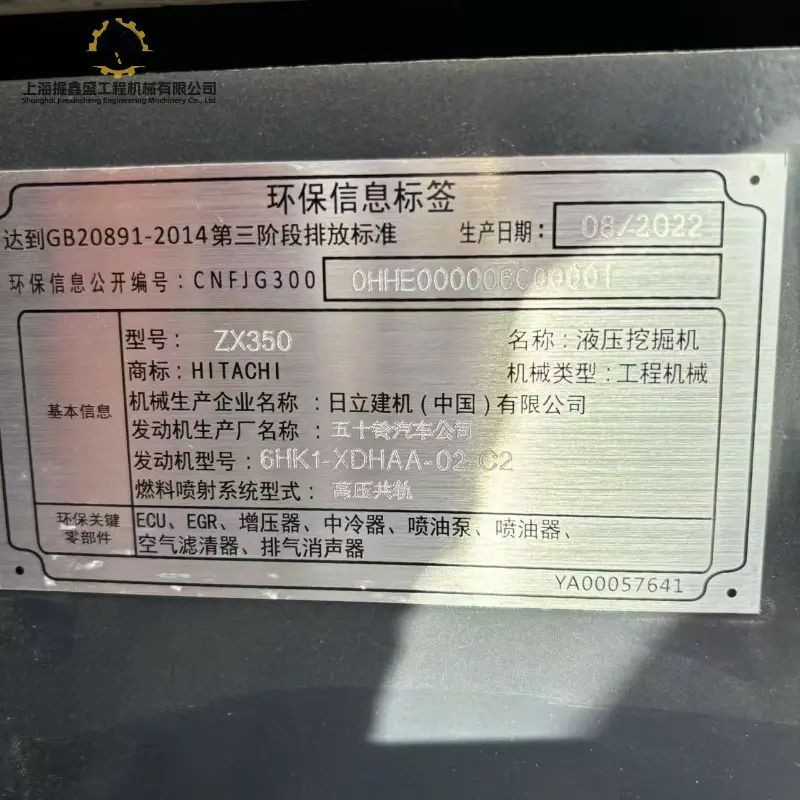 上海掘鑫盛工程机械有限公司
Shanghai Juexinsheng Engineering Machinery Co., Ltd
环保信息标签
达到GB20891-2014第三阶段排放标准 生产日期: 08/2022
环保信息公开编号: CNFJG300 0HHE000006000001
基本信息
型号: ZX350 名称: 液压挖掘机
商标: HITACHI 机械类型: 工程机械
机械生产企业名称: 日立建机(中国)有限公司
发动机生产厂名称: 五十铃汽车公司
发动机型号: 6HK1-XDHAA-02-C2
燃料喷射系统型式: 高压共轨
环保关键零部件
ECU、EGR、增压器、中冷器、喷油泵、喷油器、
空气滤清器、排气消声器
YA00057641